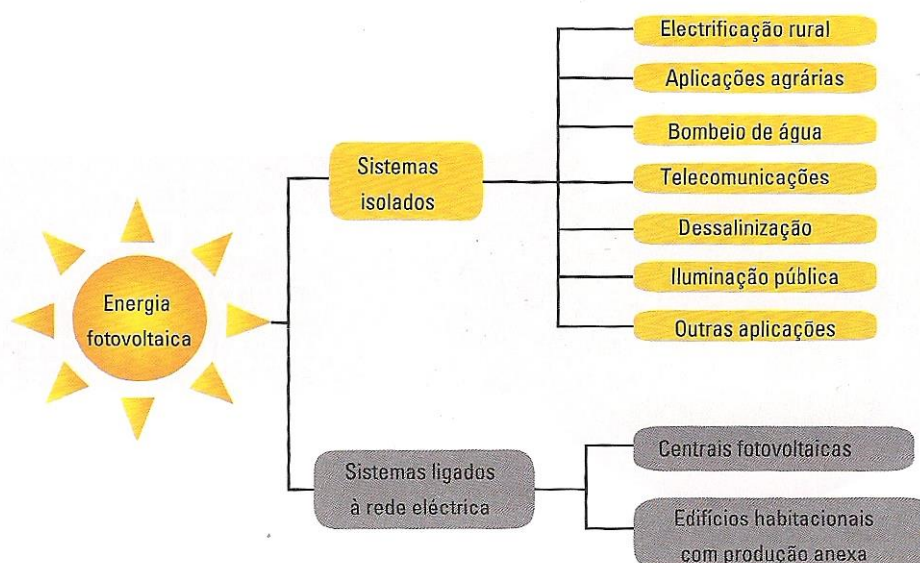 Energia
fotovoltaica
Sistemas
isolados
Electrificação rural
Aplicações agrárias
Bombeio de água
Telecomunicações
Dessalinização
Iluminação pública
Outras aplicações
Sistemas ligados
à rede eléctrica
Centrais fotovoltaicas
Edifícios habitacionais
com produção anexa